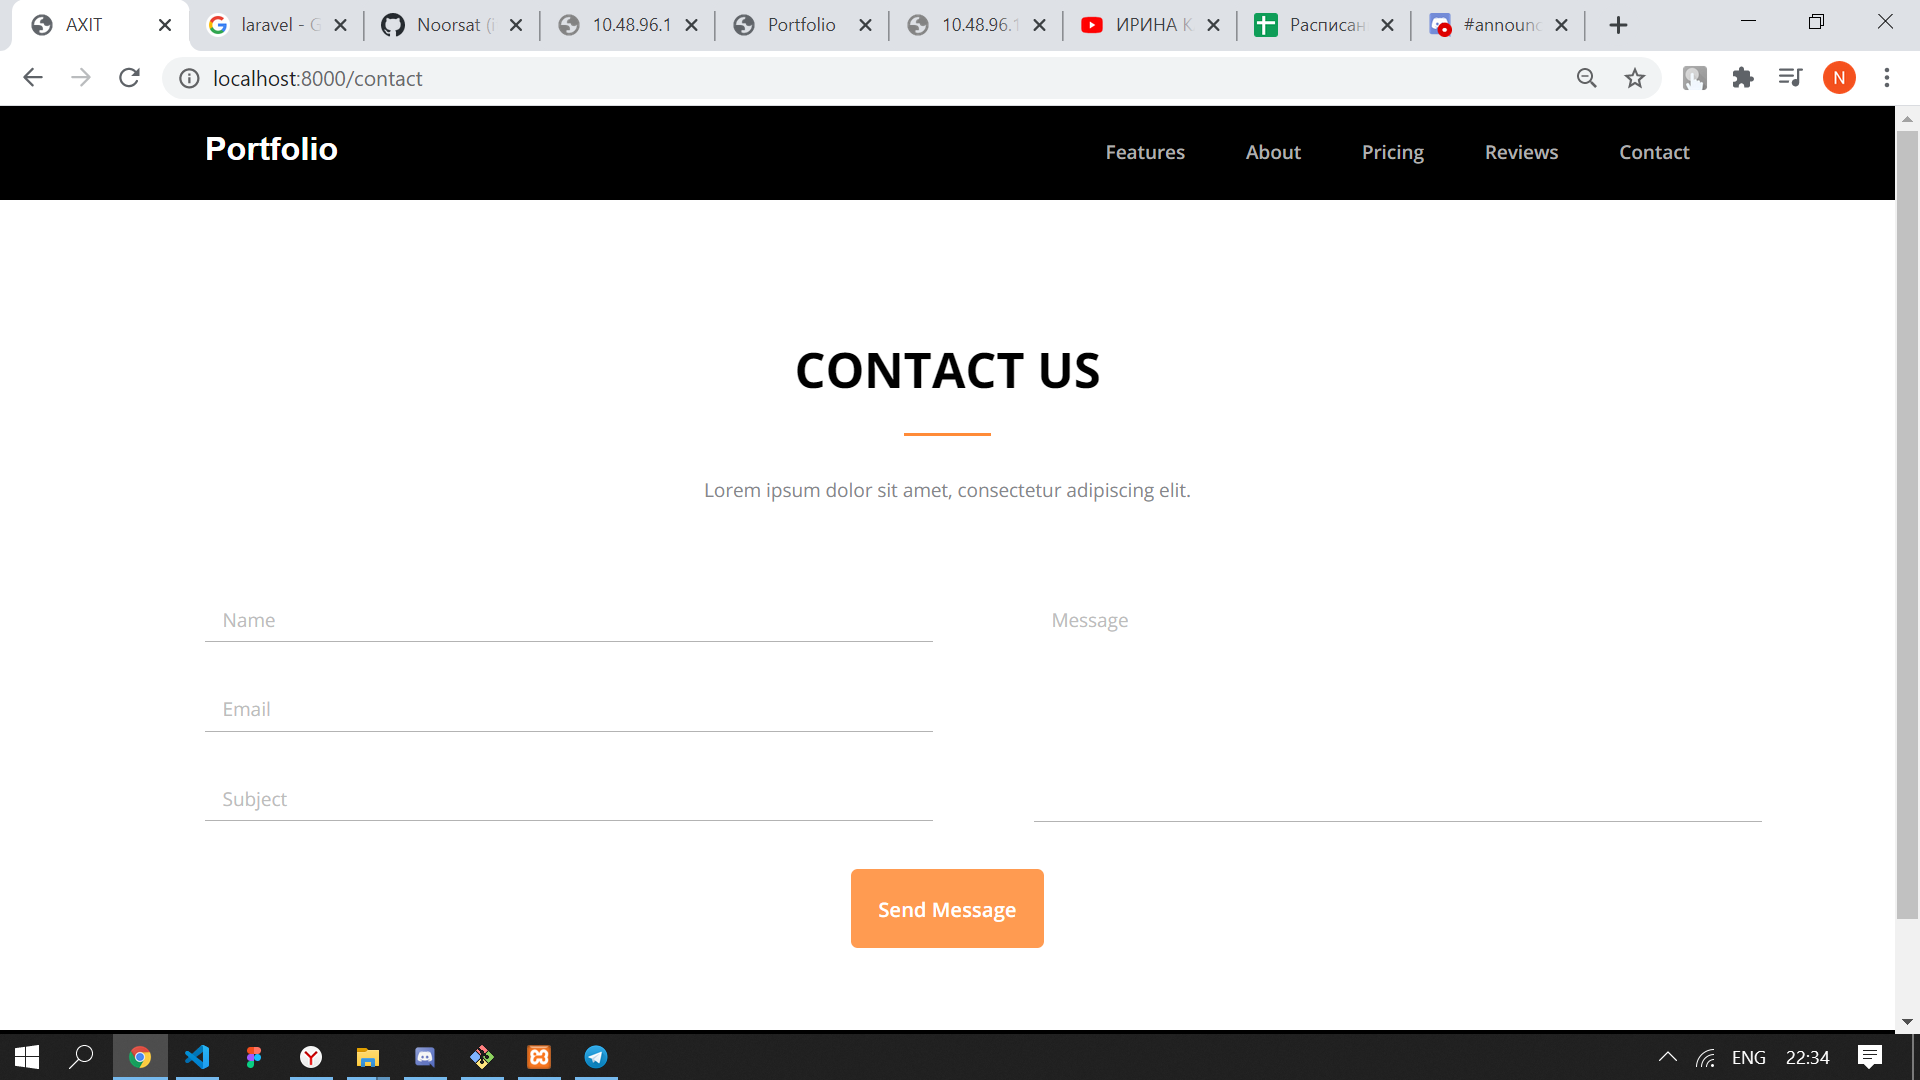 AXIT
laravel - G
Noorsat (i
10.48.96.1
Portfolio
10.48.96.1
ИРИНА К
Расписан
#announc
localhost:8000/contact
N
Portfolio
Features
About
Pricing
Reviews
Contact
CONTACT US
Lorem ipsum dolor sit amet, consectetur adipiscing elit.
Name
Message
Email
Subject
Send Message
ENG
22:34